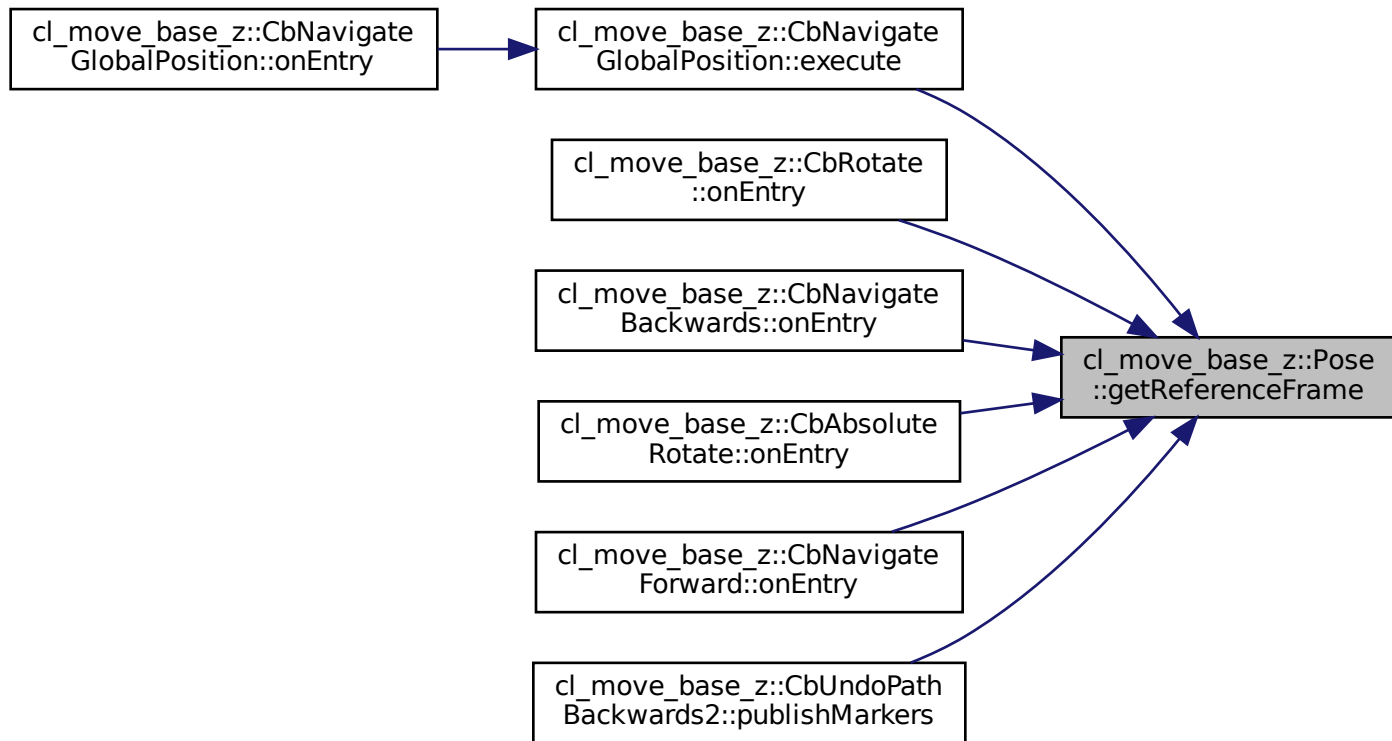 cl_move_base_z::CbNavigate
GlobalPosition::onEntry
cl_move_base_z::CbNavigate
GlobalPosition::execute
cl_move_base_z::CbRotate
::onEntry
cl_move_base_z::CbNavigate
Backwards::onEntry
cl_move_base_z::CbAbsolute
Rotate::onEntry
cl_move_base_z::CbNavigate
Forward::onEntry
cl_move_base_z::CbUndoPath
Backwards2::publishMarkers
cl_move_base_z::Pose
::getReferenceFrame